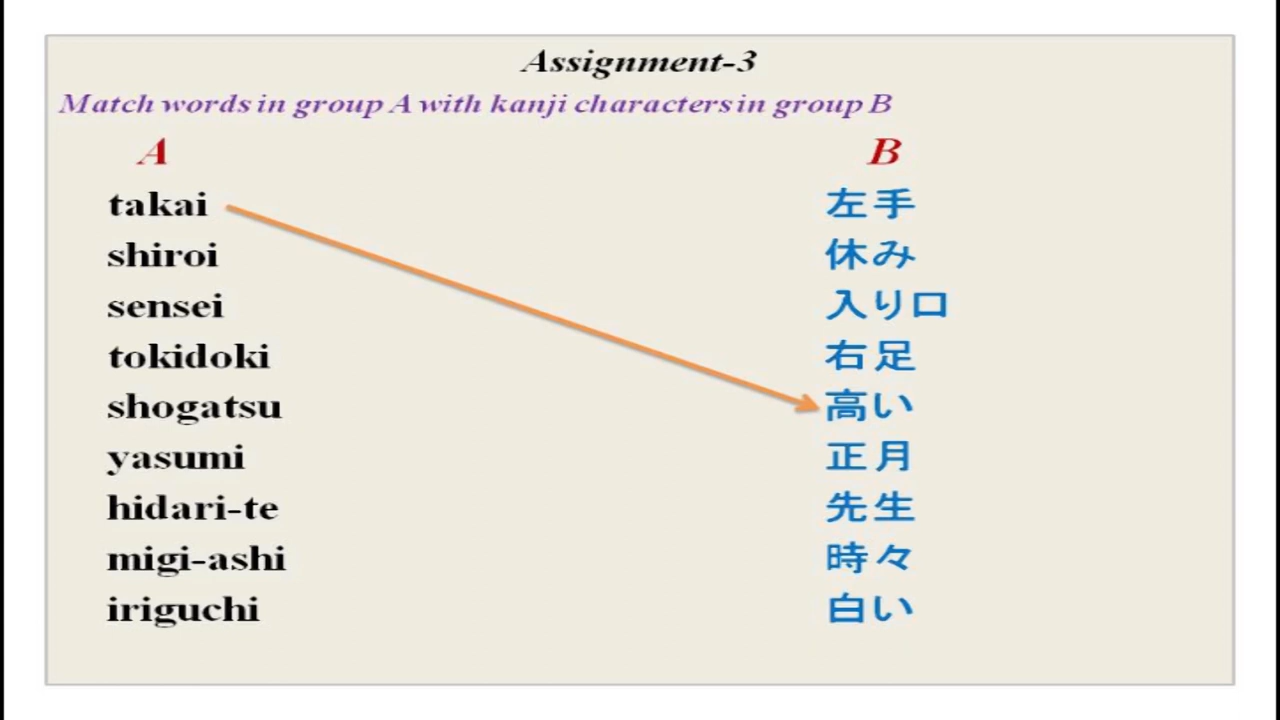 Assignment-3
Match words in group A with kanji characters in group B
A B
takai 左手
shiroi 休み
sensei 入り口
tokidoki 右足
shogatsu 高い
yasumi 正月
hidari-te 先生
migi-ashi 時々
iriguchi 白い